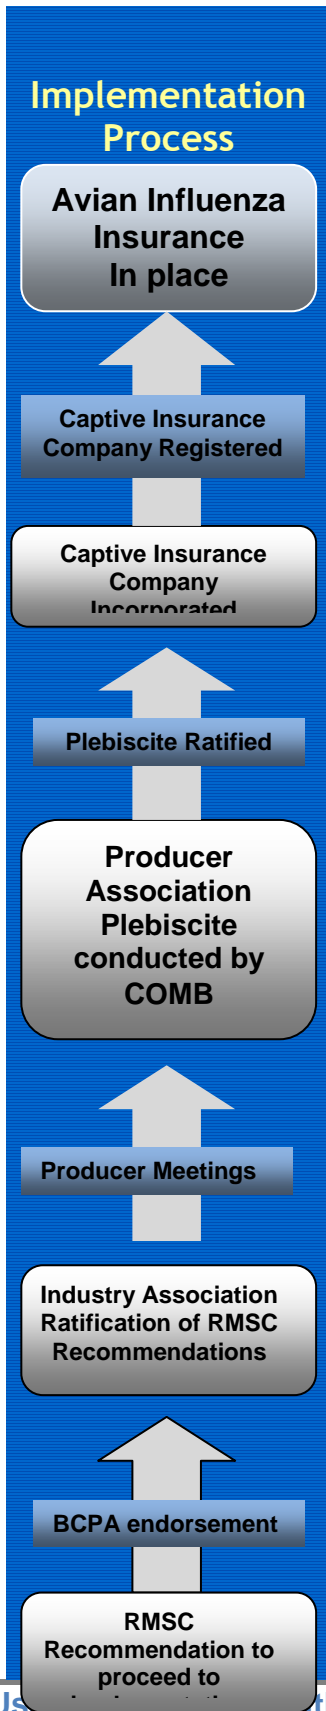 Implementation
Process
Avian Influenza
Insurance
In place
Captive Insurance
Company Registered
Captive Insurance
Company
Incorporated
Plebiscite Ratified
Producer
Association
Plebiscite
conducted by
COMB
Producer Meetings
Industry Association
Ratification of RMSC
Recommendations
BCPA endorsement
RMSC
Recommendation to
proceed to